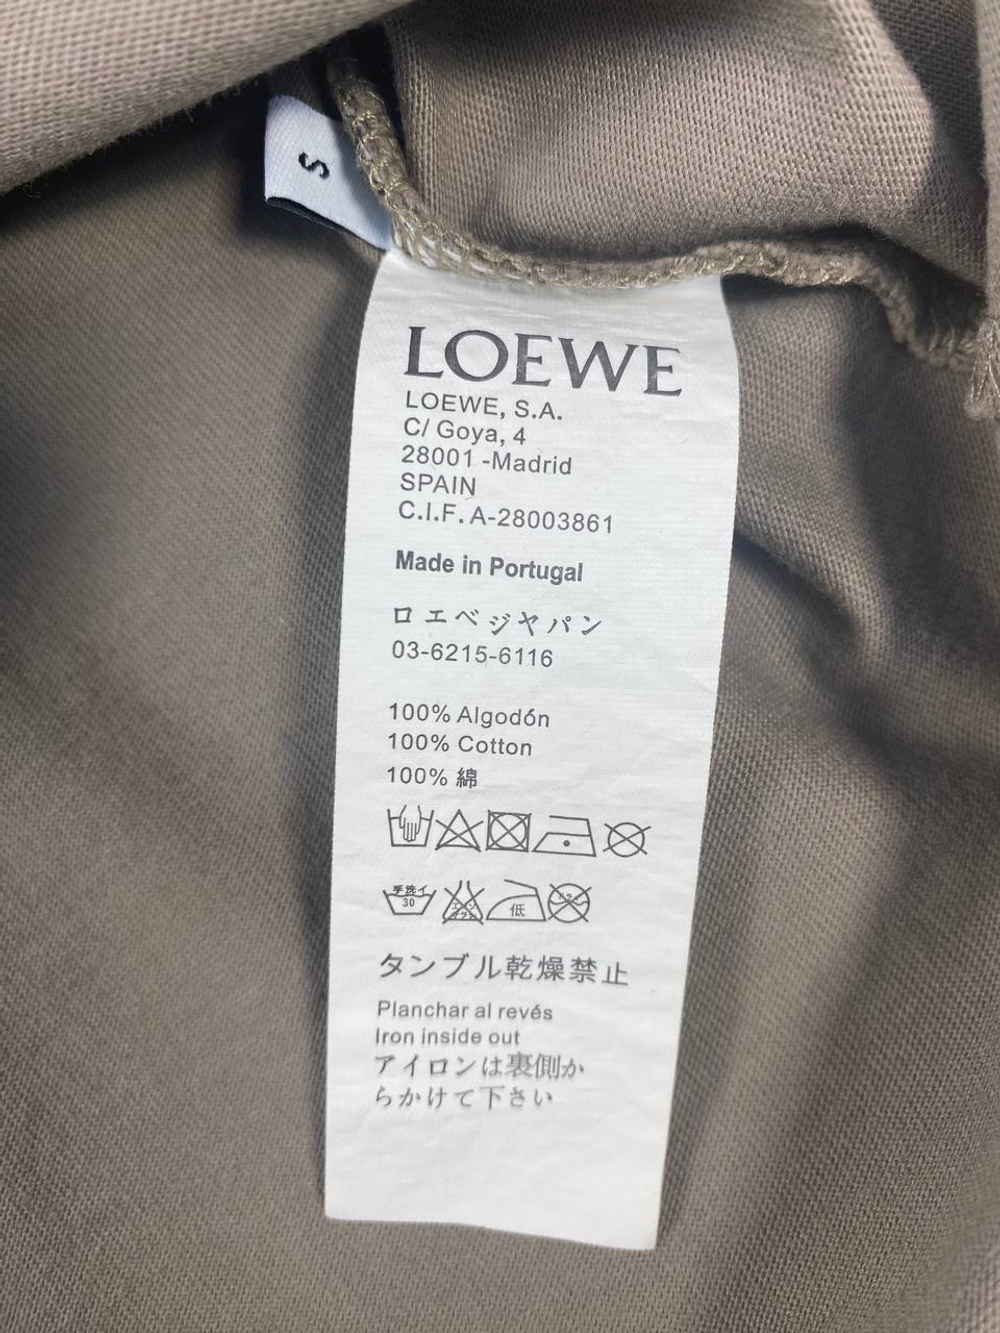 S
LOEWE
LOEWE, S.A.
C/ Goya, 4
28001 -Madrid
SPAIN
C.I.F. A-28003861
Made in Portugal
ロエベジヤパン
03-6215-6116
100% Algodón
100% Cotton
100% 綿
手洗イ
30
低
タンブル乾燥禁止
Planchar al revés
Iron inside out
アイロンは裏側か
らかけて下さい